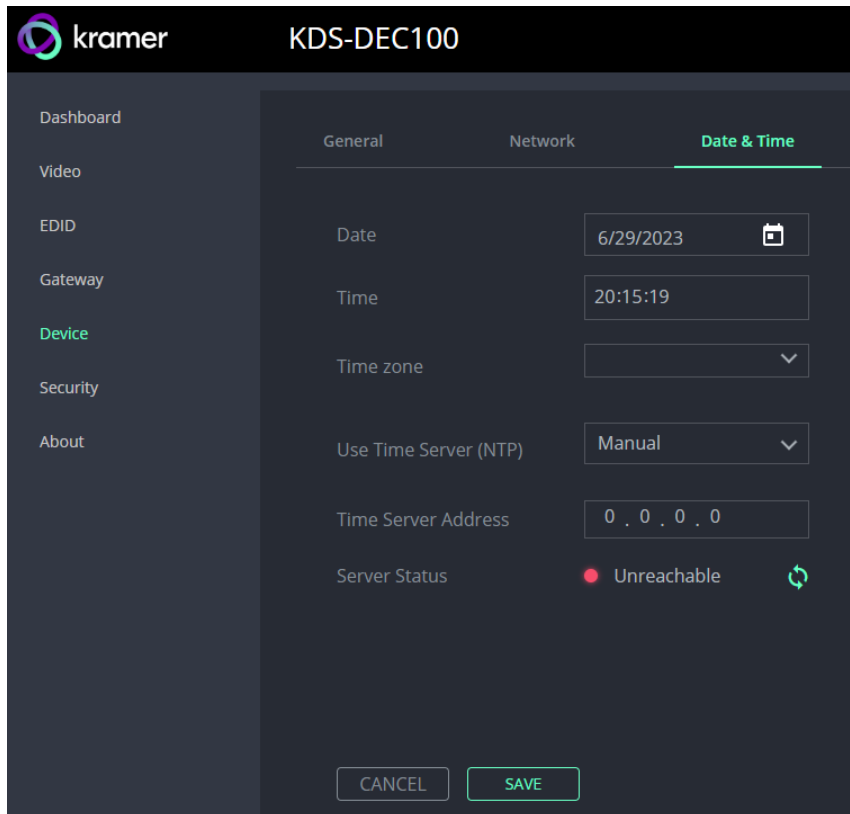 kramer KDS-DEC100
Dashboard
Video
EDID
Gateway
Device
Security
About
General Network Date & Time
Date 6/29/2023
Time 20:15:19
Time zone
Use Time Server (NTP) Manual
Time Server Address 0 . 0 . 0 . 0
Server Status Unreachable
CANCEL SAVE